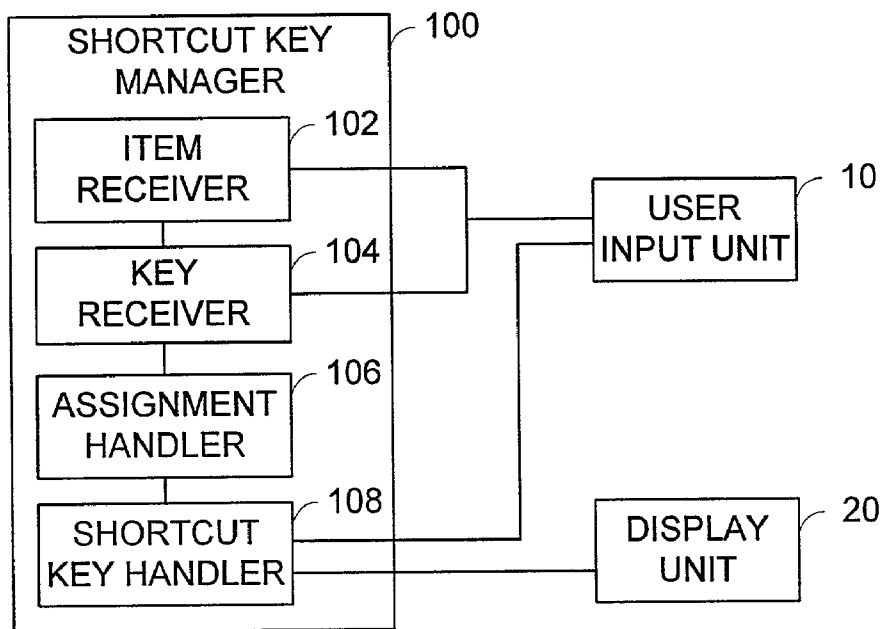 SHORTCUT KEY
MANAGER
100
ITEM
RECEIVER
102
KEY
RECEIVER
104
ASSIGNMENT
HANDLER
106
SHORTCUT
KEY HANDLER
108
USER
INPUT UNIT
10
DISPLAY
UNIT
20